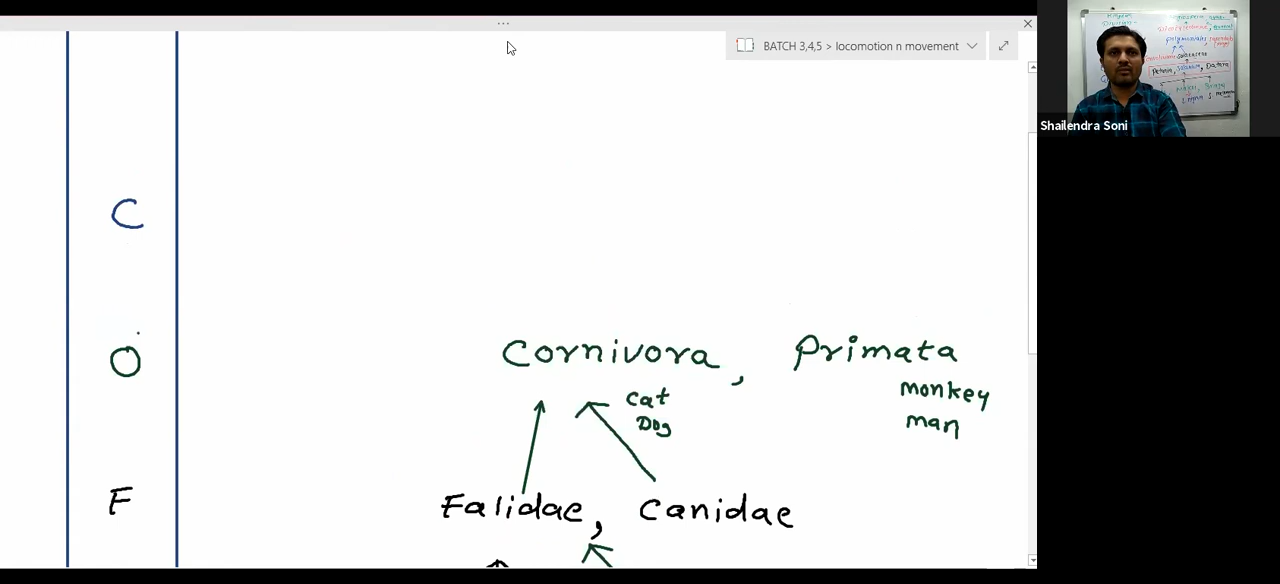 BATCH 3,4,5 > locomotion n movement
Shailendra Soni
C
O
Cornivora, Primata
Cat
Dog
monkey
man
F
Falidae, Canidae